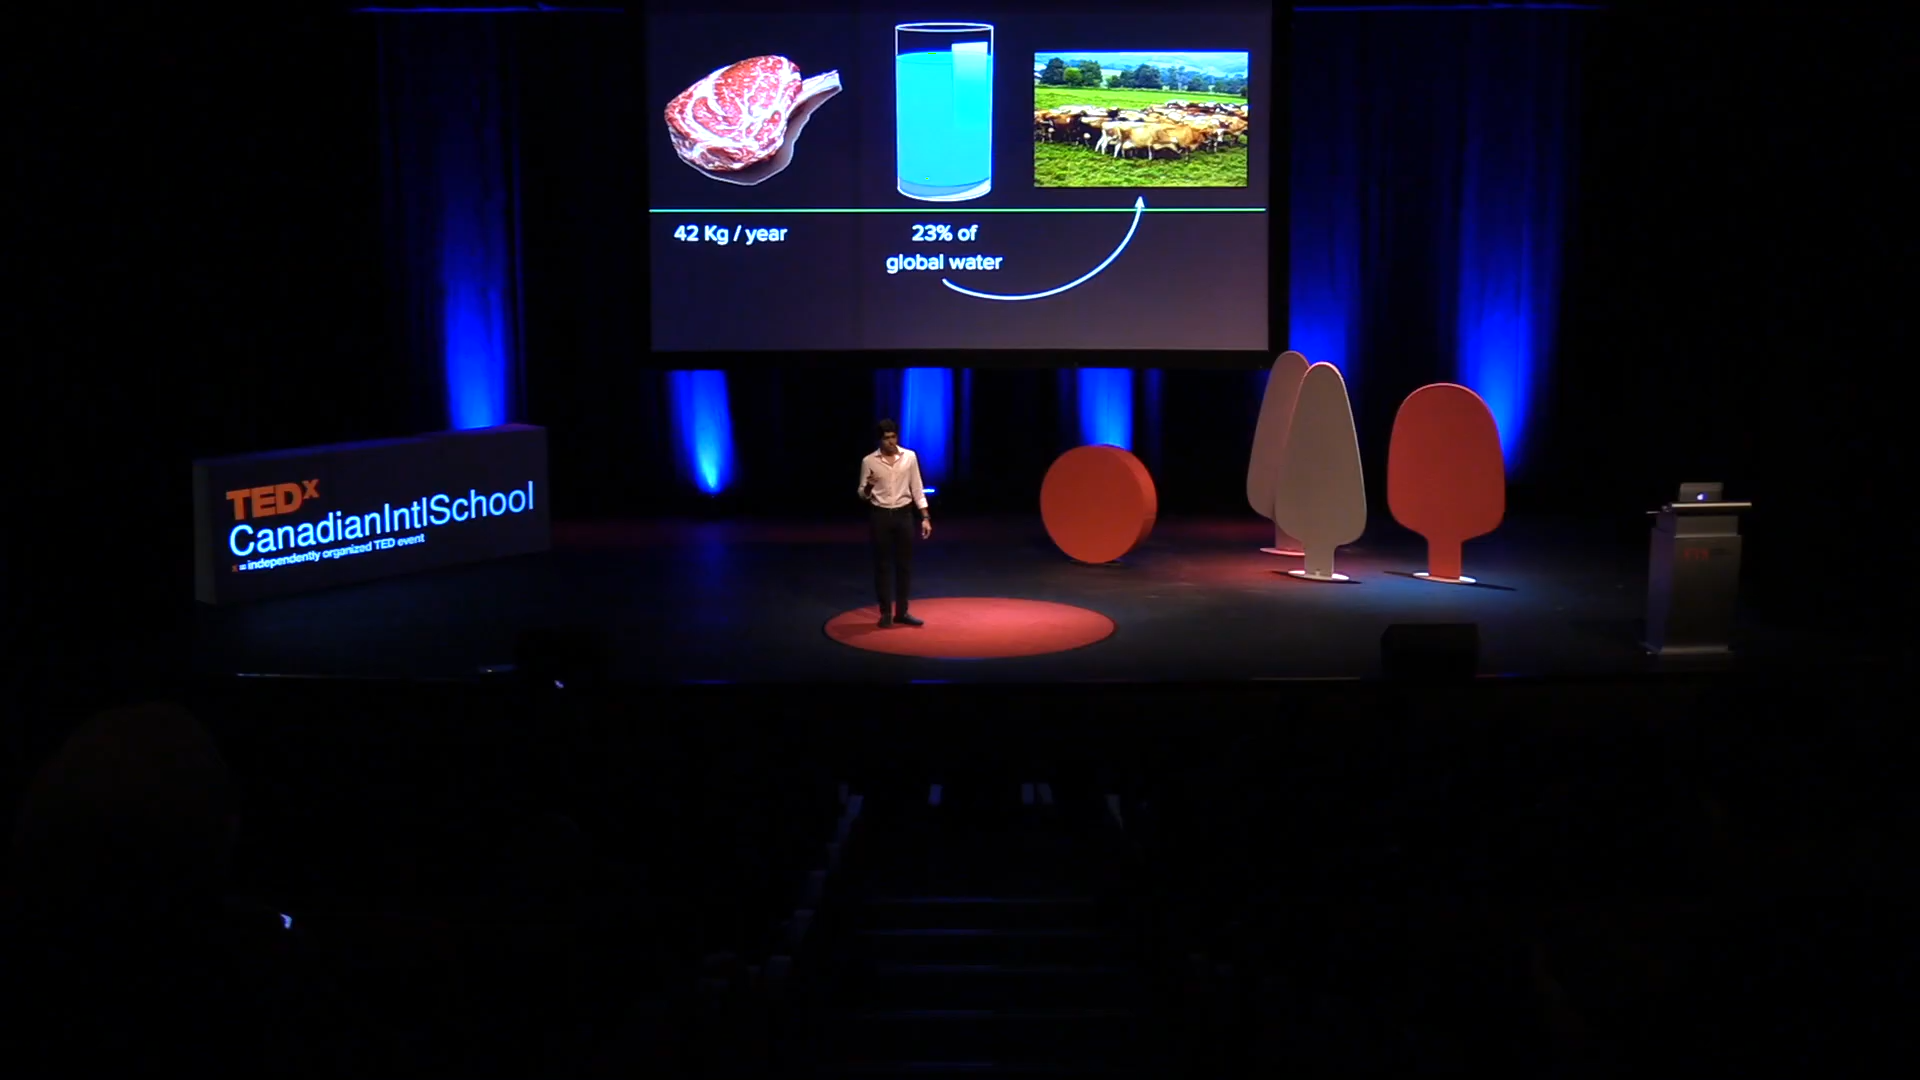 42 Kg / year
23% of
global water
TEDx
CanadianIntlSchool
x = independently organized TED event